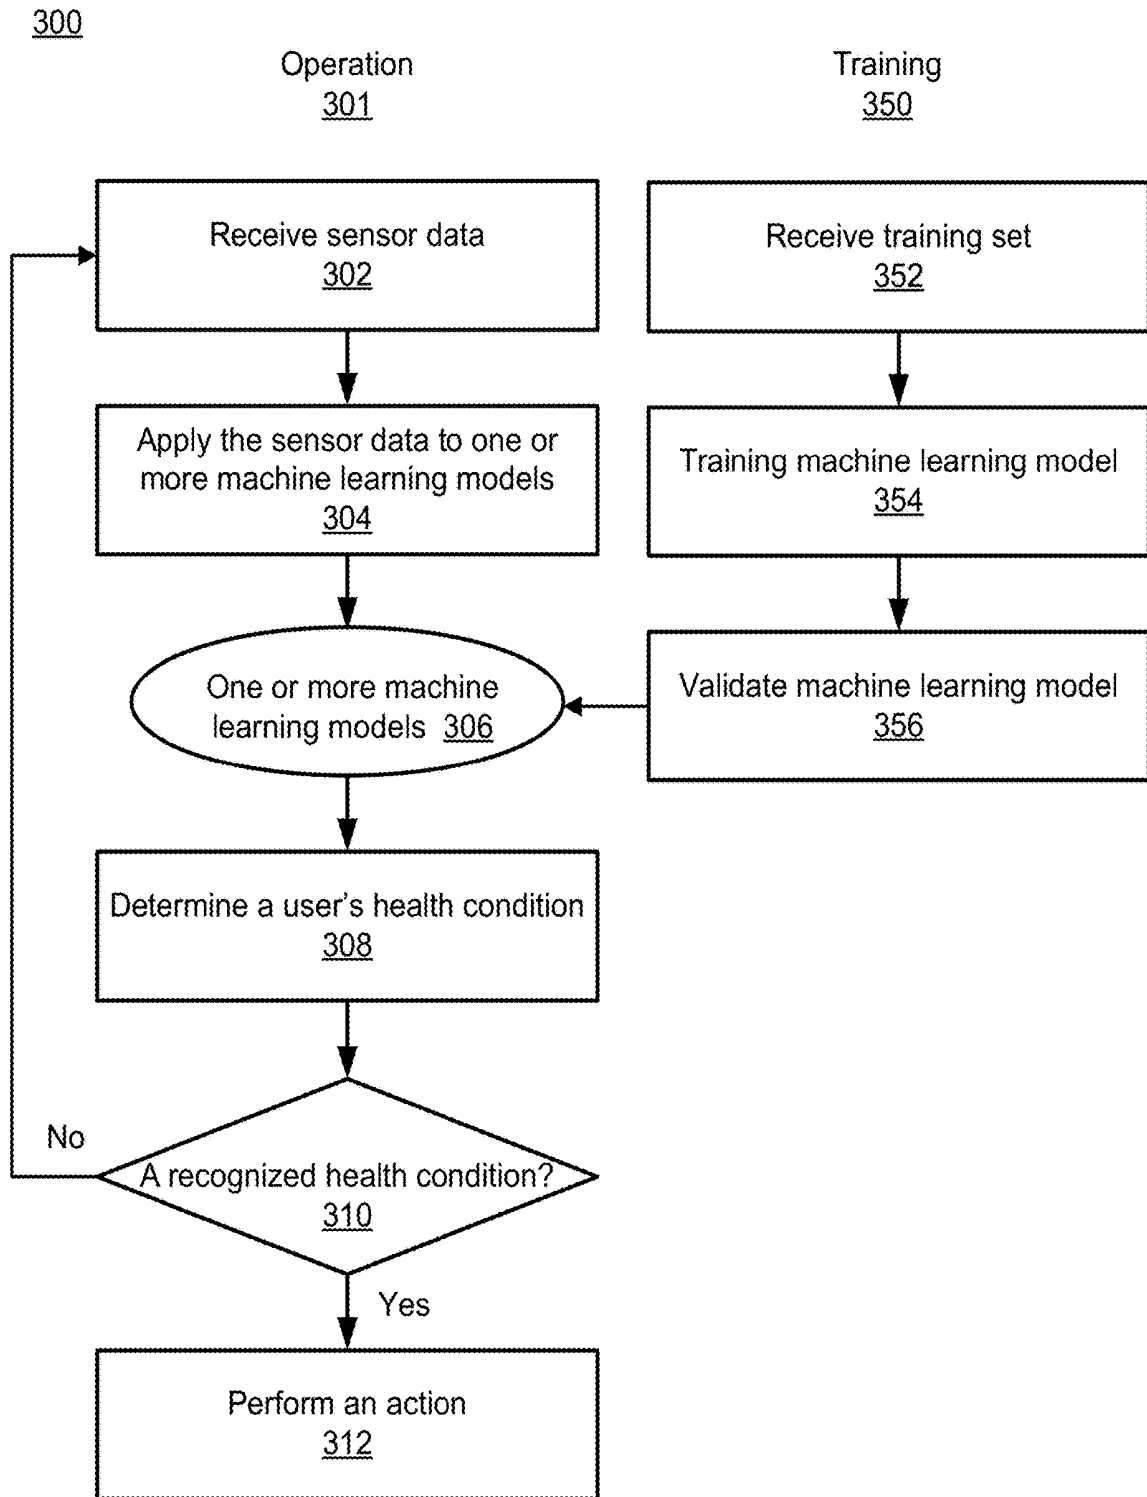 300
Operation
301
Training
350
Receive sensor data
302
Receive training set
352
Apply the sensor data to one or
more machine learning models
304
Training machine learning model
354
One or more machine
learning models 306
Validate machine learning model
356
Determine a user's health condition
308
No
A recognized health condition?
310
Yes
Perform an action
312